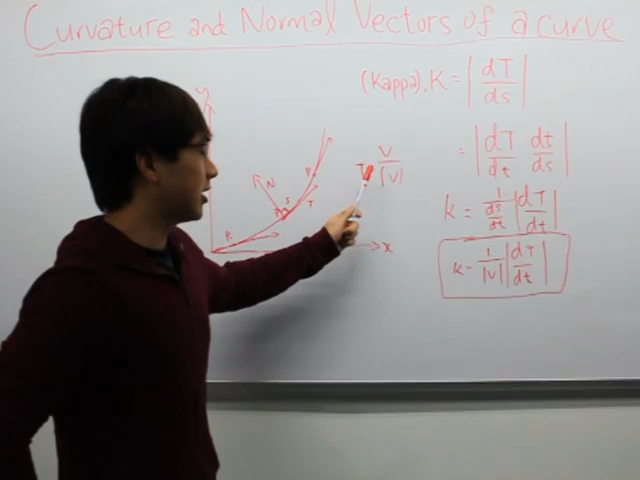 Curvature and Normal Vectors of a curve
(Kappa), K = | dT/ds |
= | dT/dt dt/ds |
K = 1/(ds/dt) | dT/dt |
K = 1/|V| | dT/dt |
T V/|V|
y
N
S
T
P
x